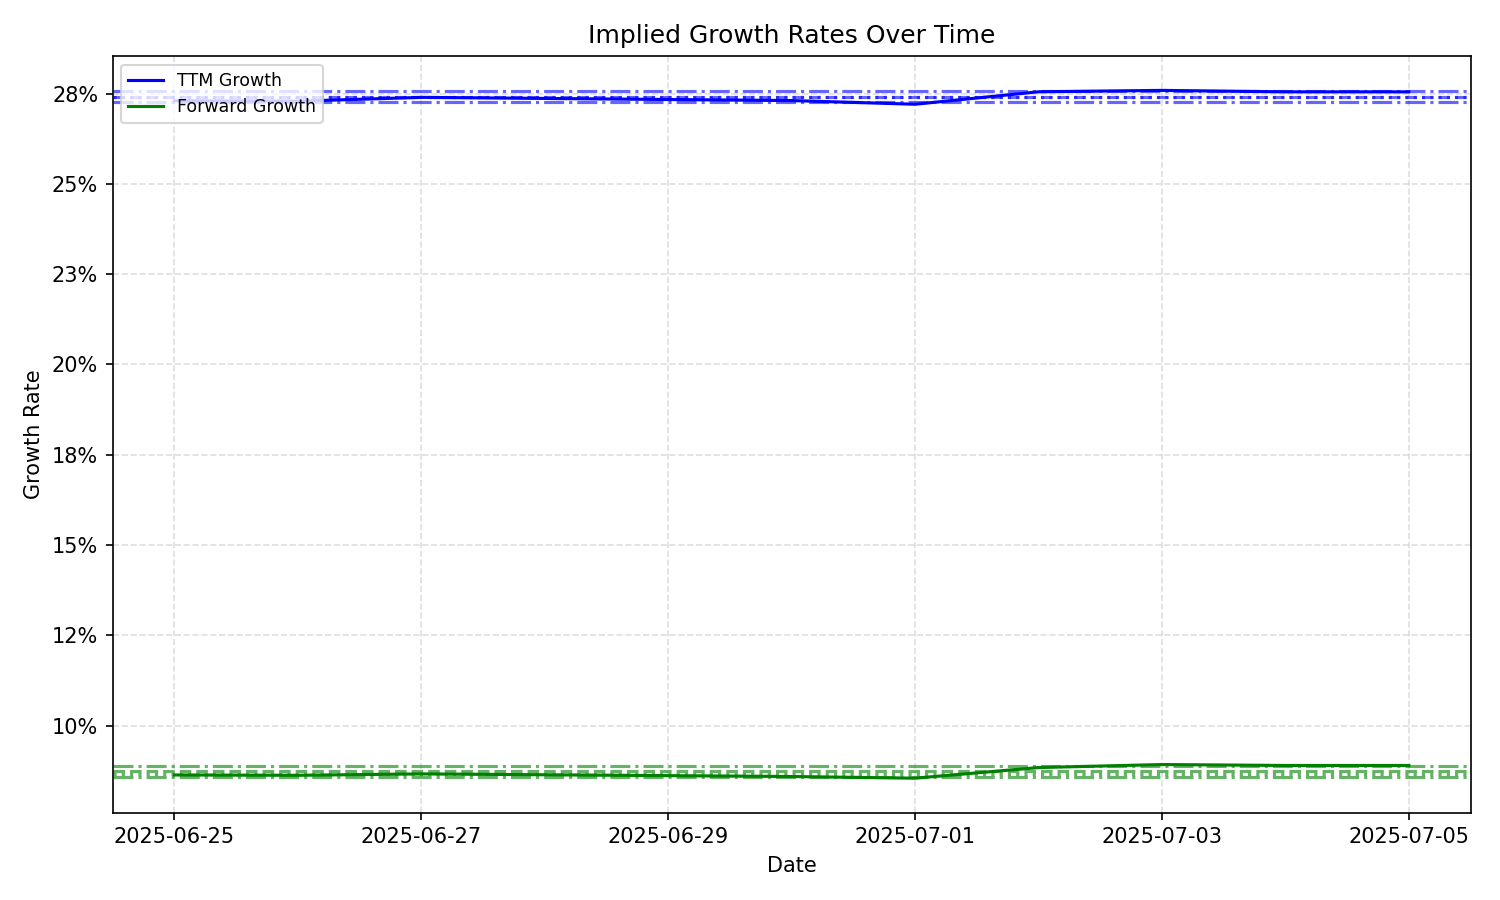 Implied Growth Rates Over Time
TTM Growth
Forward Growth
28%
25%
23%
20%
18%
15%
12%
10%
Growth Rate
2025-06-25
2025-06-27
2025-06-29
2025-07-01
2025-07-03
2025-07-05
Date